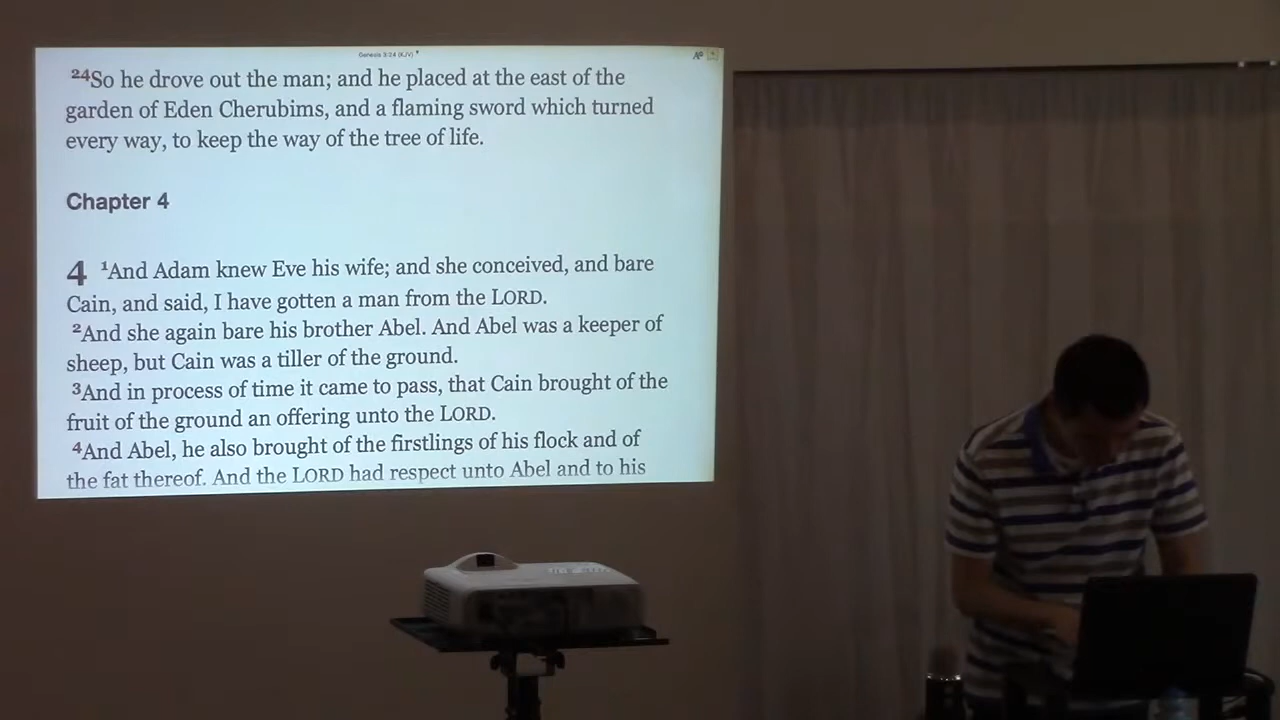 Genesis 3:24 (KJV)
24So he drove out the man; and he placed at the east of the
garden of Eden Cherubims, and a flaming sword which turned
every way, to keep the way of the tree of life.
Chapter 4
4 1And Adam knew Eve his wife; and she conceived, and bare
Cain, and said, I have gotten a man from the LORD.
2And she again bare his brother Abel. And Abel was a keeper of
sheep, but Cain was a tiller of the ground.
3And in process of time it came to pass, that Cain brought of the
fruit of the ground an offering unto the LORD.
4And Abel, he also brought of the firstlings of his flock and of
the fat thereof. And the LORD had respect unto Abel and to his